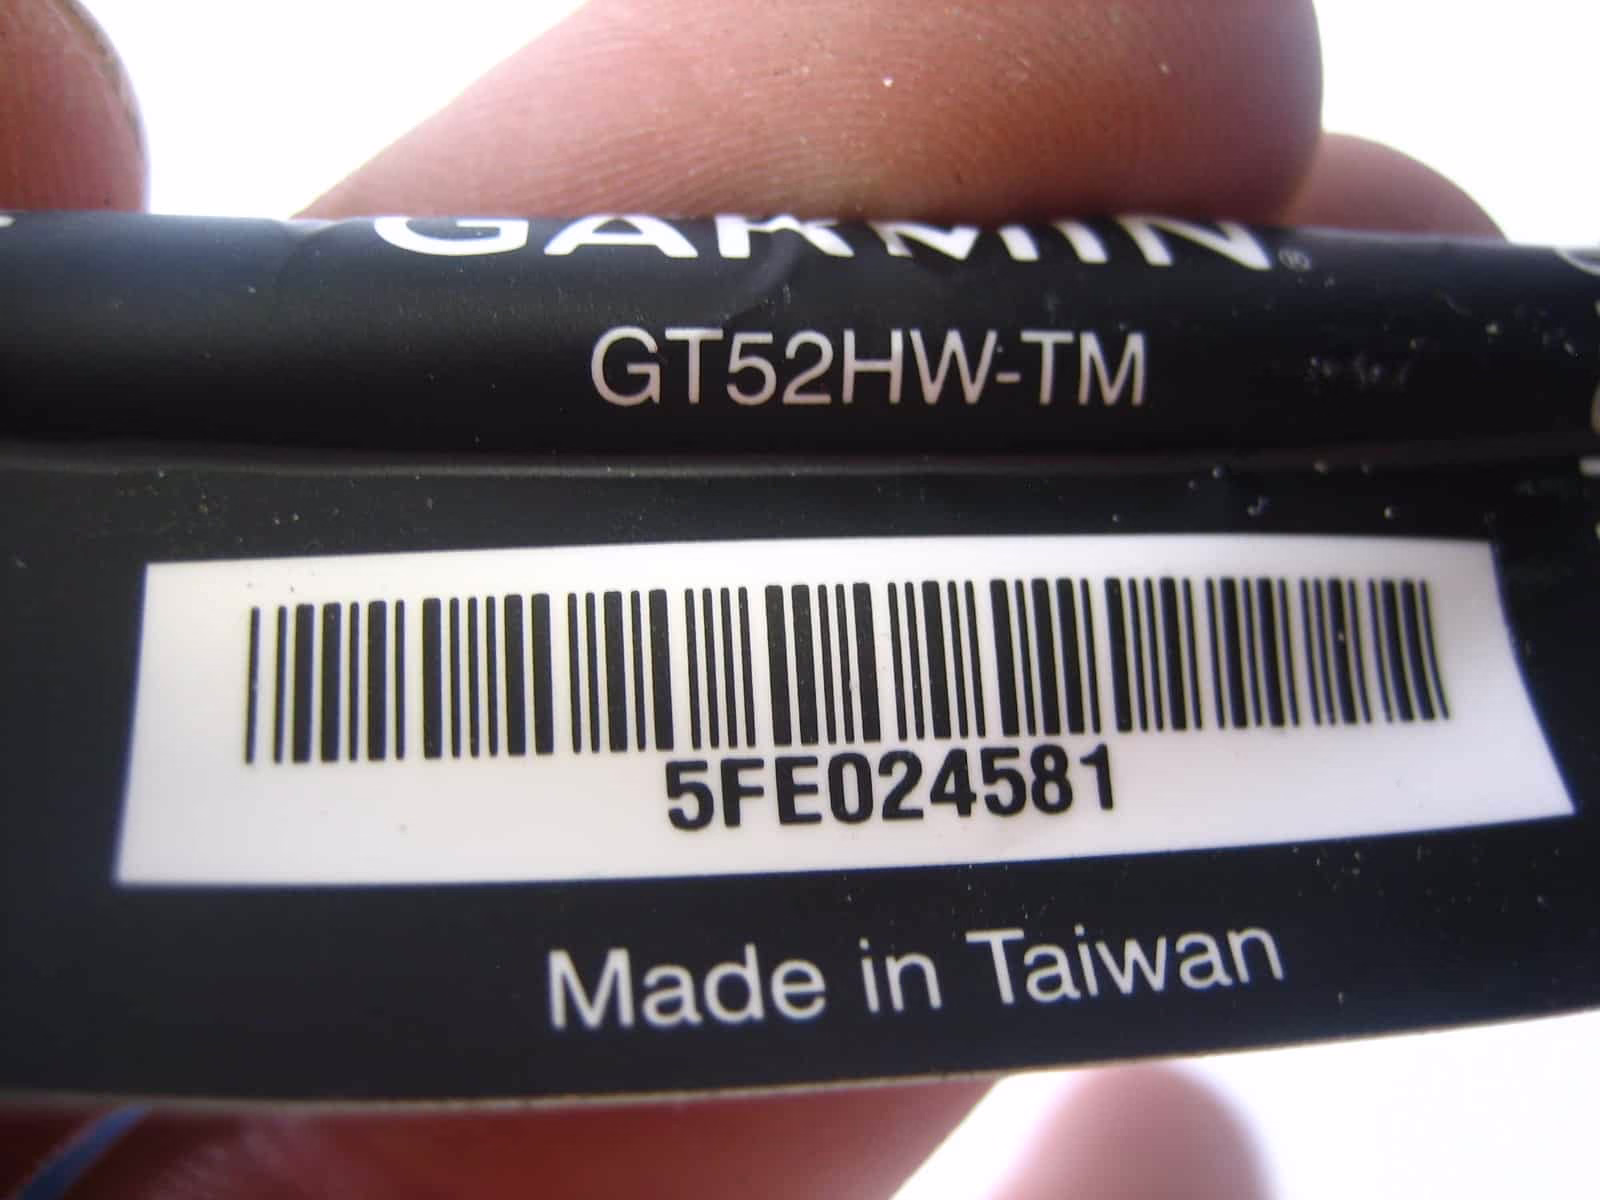 GARMIN®
GT52HW-TM
5FE024581
Made in Taiwan